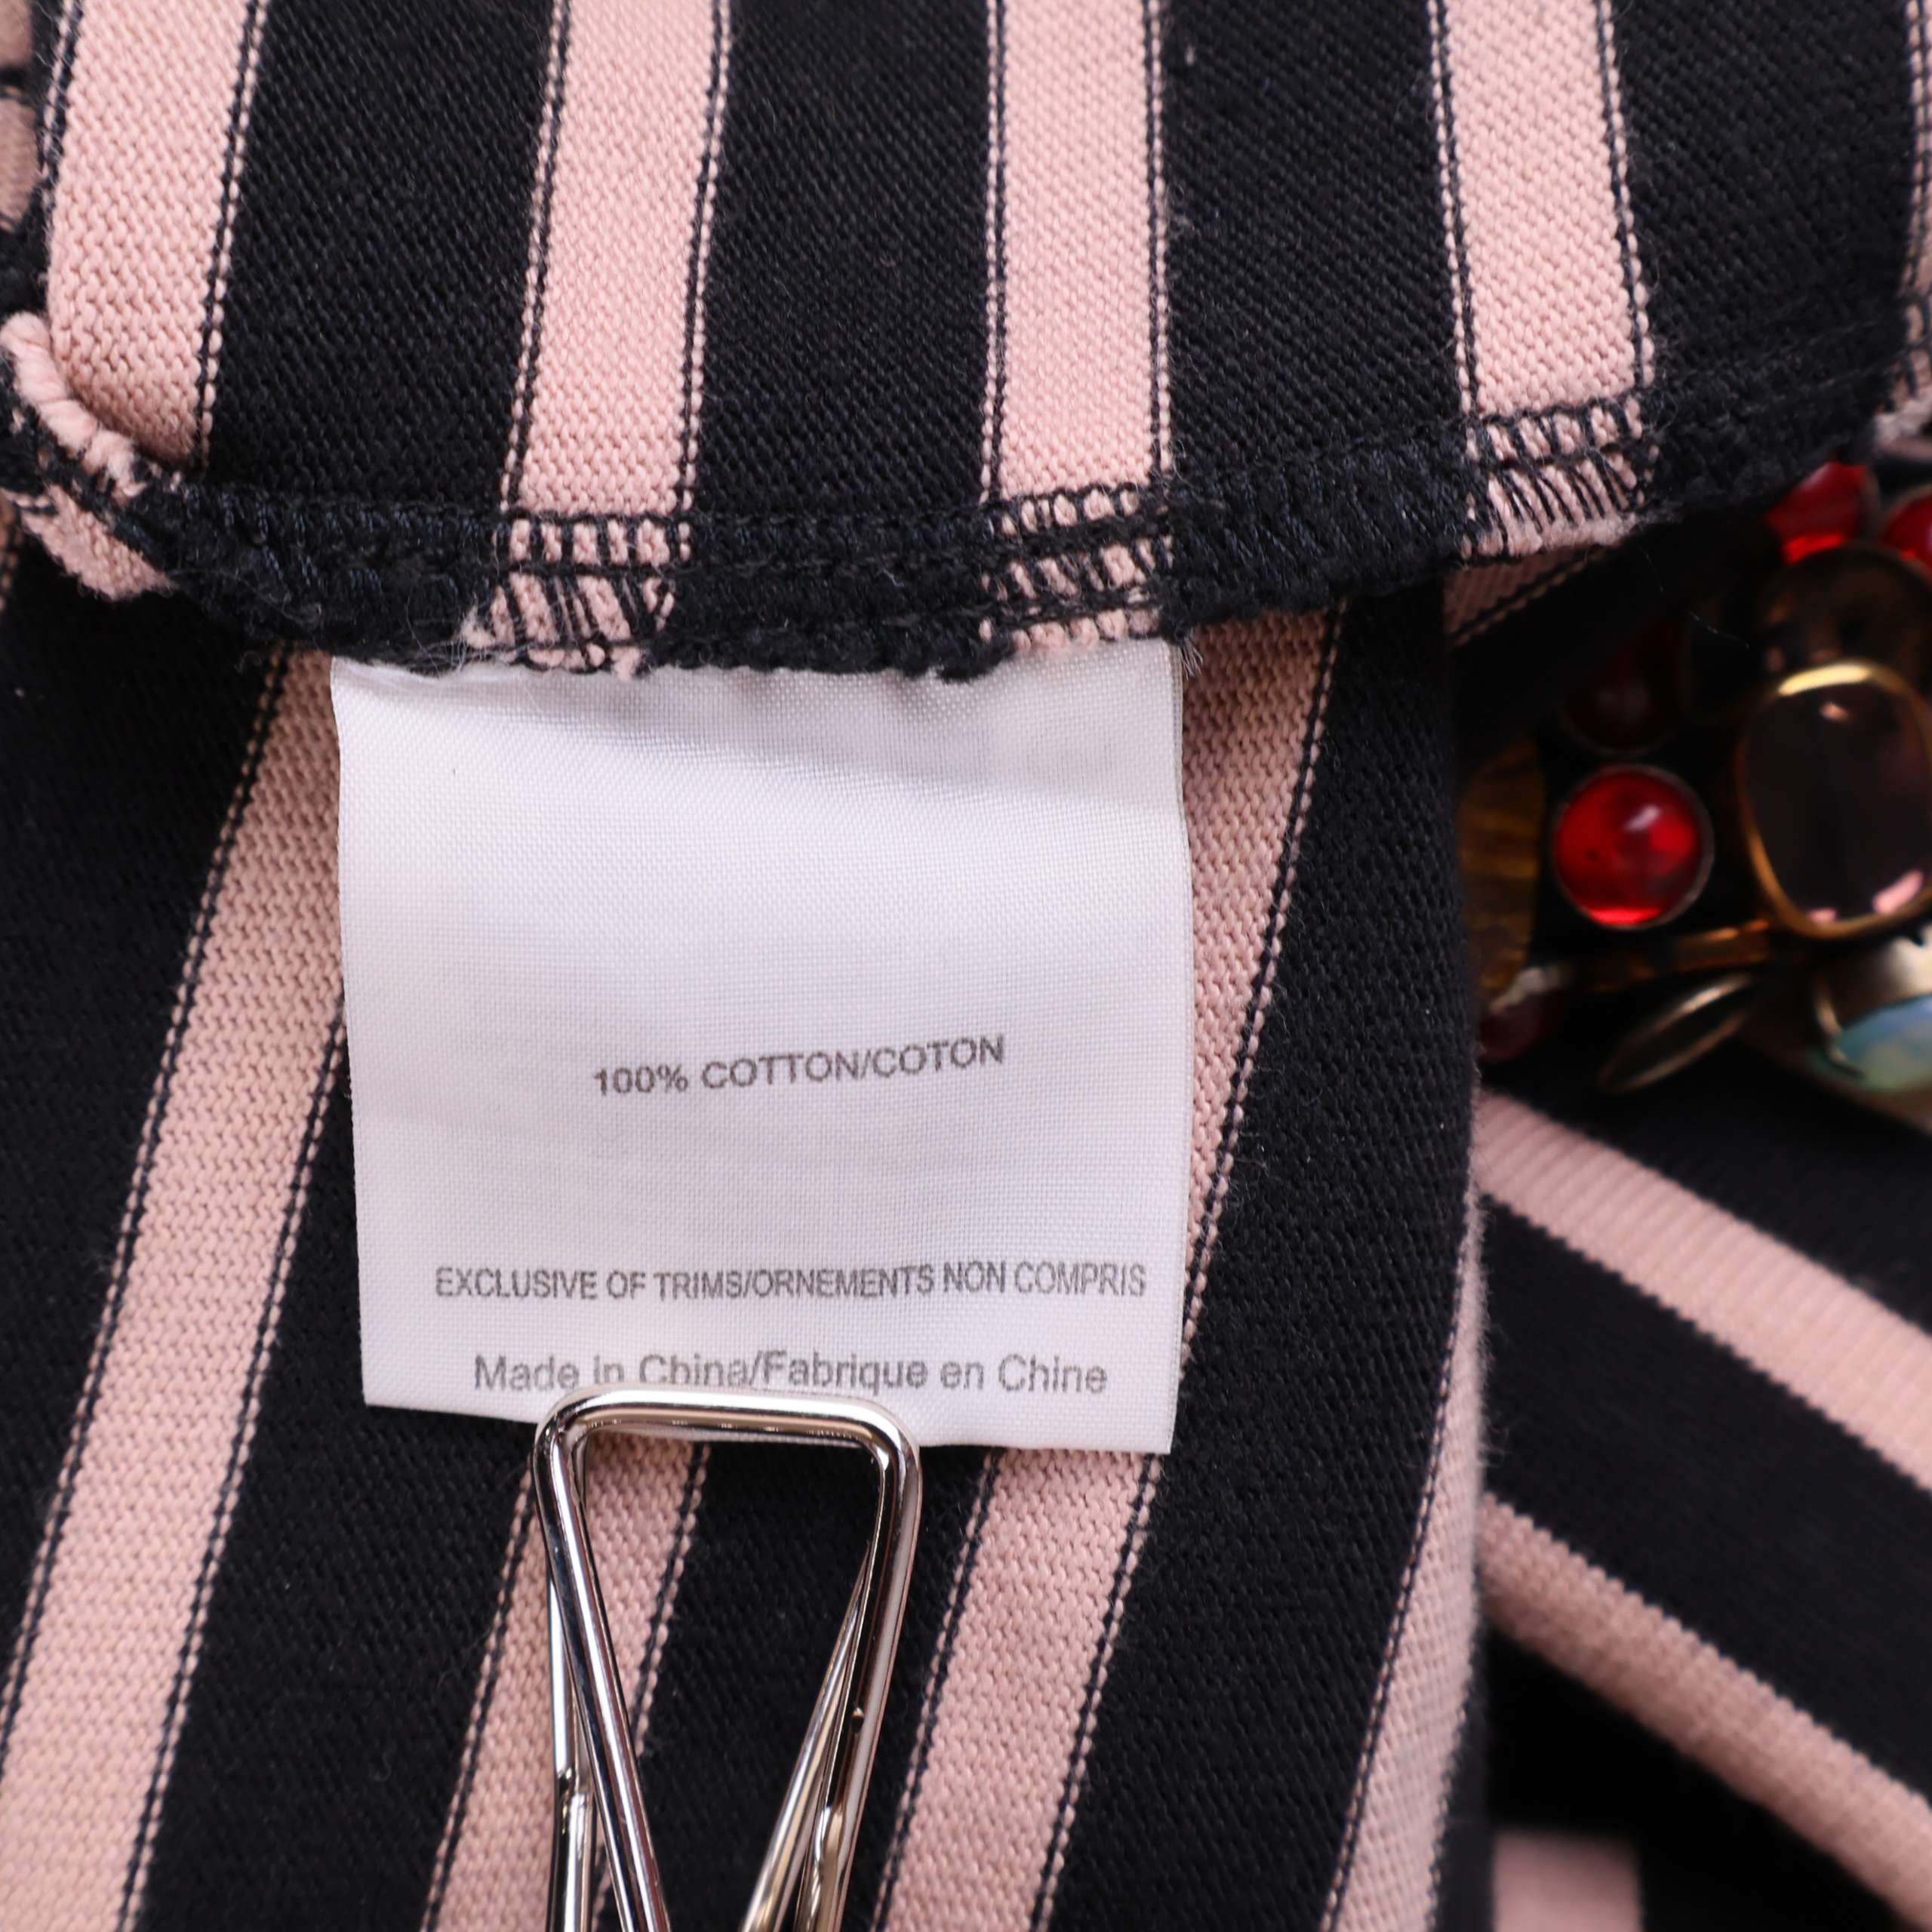 100% COTTON/COTON
EXCLUSIVE OF TRIMS/ORNEMENTS NON COMPRIS
Made in China/Fabrique en Chine